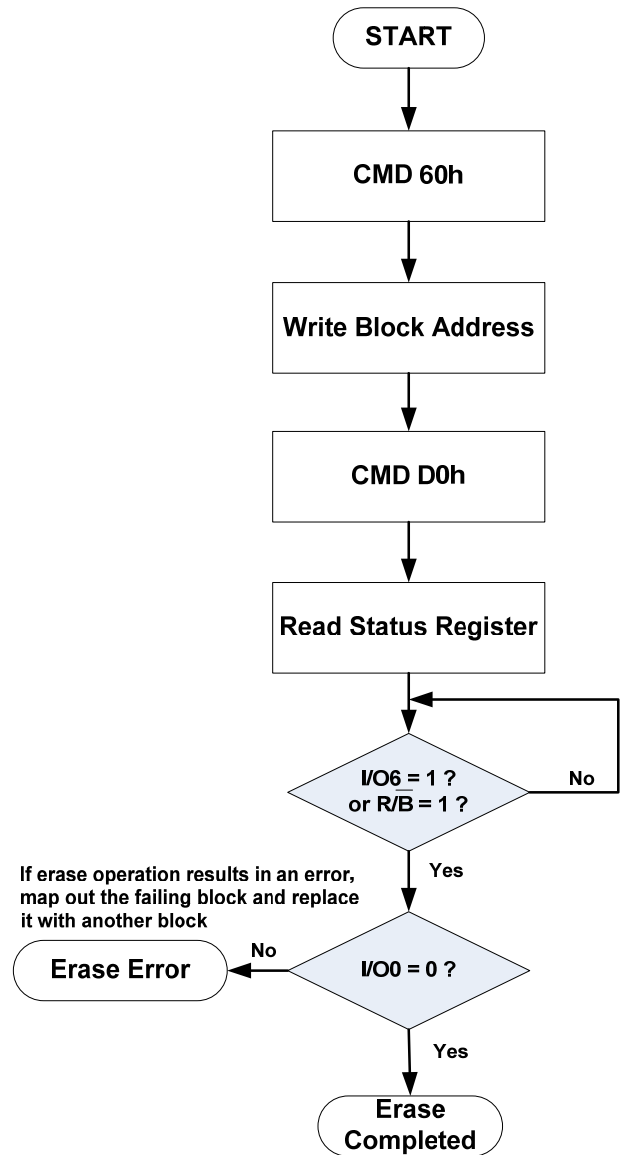 START
CMD 60h
Write Block Address
CMD D0h
Read Status Register
I/O6 = 1 ?
or R/B̅ = 1 ?
No
Yes
If erase operation results in an error,
map out the failing block and replace
it with another block
No
Erase Error
I/O0 = 0 ?
Yes
Erase
Completed